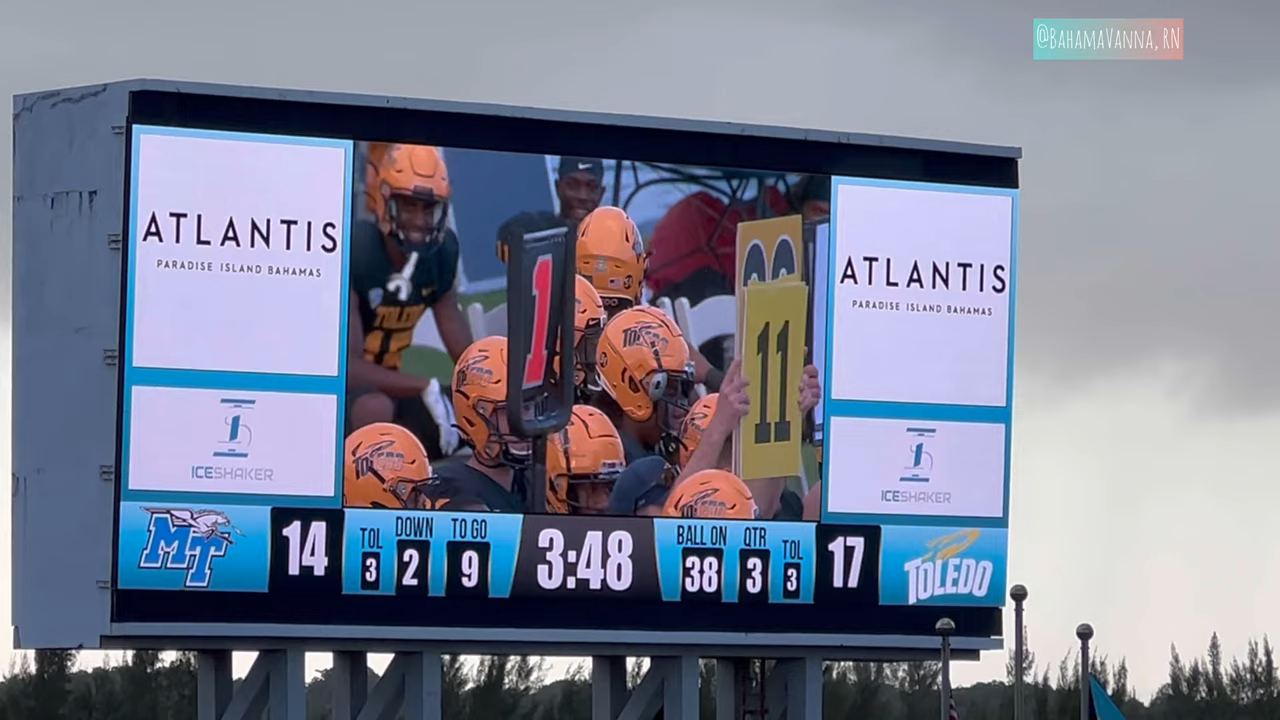 @BAHAMAVANNA, RN
ATLANTIS
PARADISE ISLAND BAHAMAS
ICESHAKER
ATLANTIS
PARADISE ISLAND BAHAMAS
ICESHAKER
TOLEDO
1
11
MT
14
TOL
3
DOWN
2
TO GO
9
3:48
BALL ON
38
QTR
3
TOL
3
17
TOLEDO